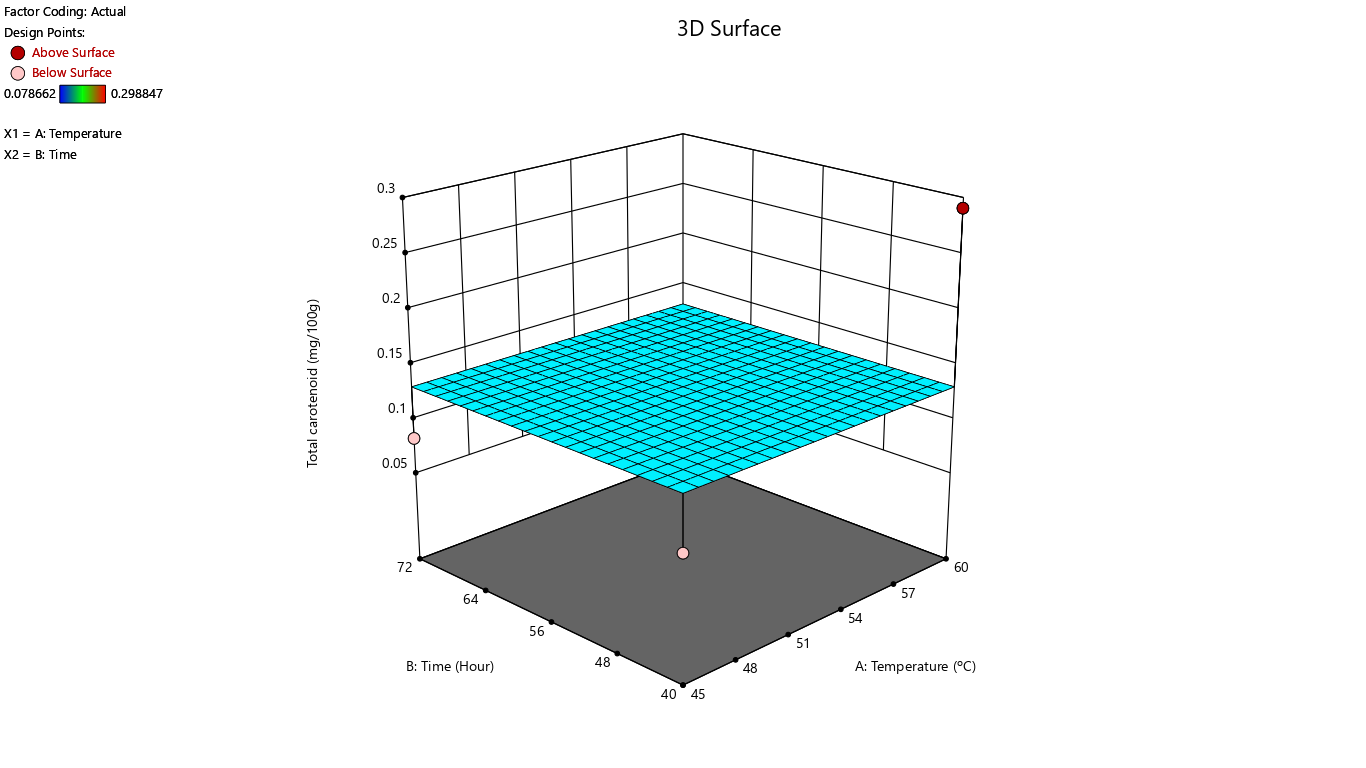 Factor Coding: Actual
3D Surface
Design Points:
Above Surface
Below Surface
0.078662 0.298847
X1 = A: Temperature
X2 = B: Time
0.3
0.25
0.2
0.15
0.1
0.05
Total carotenoid (mg/100g)
72
64
56
48
40
B: Time (Hour)
45
48
51
54
57
60
A: Temperature (ºC)